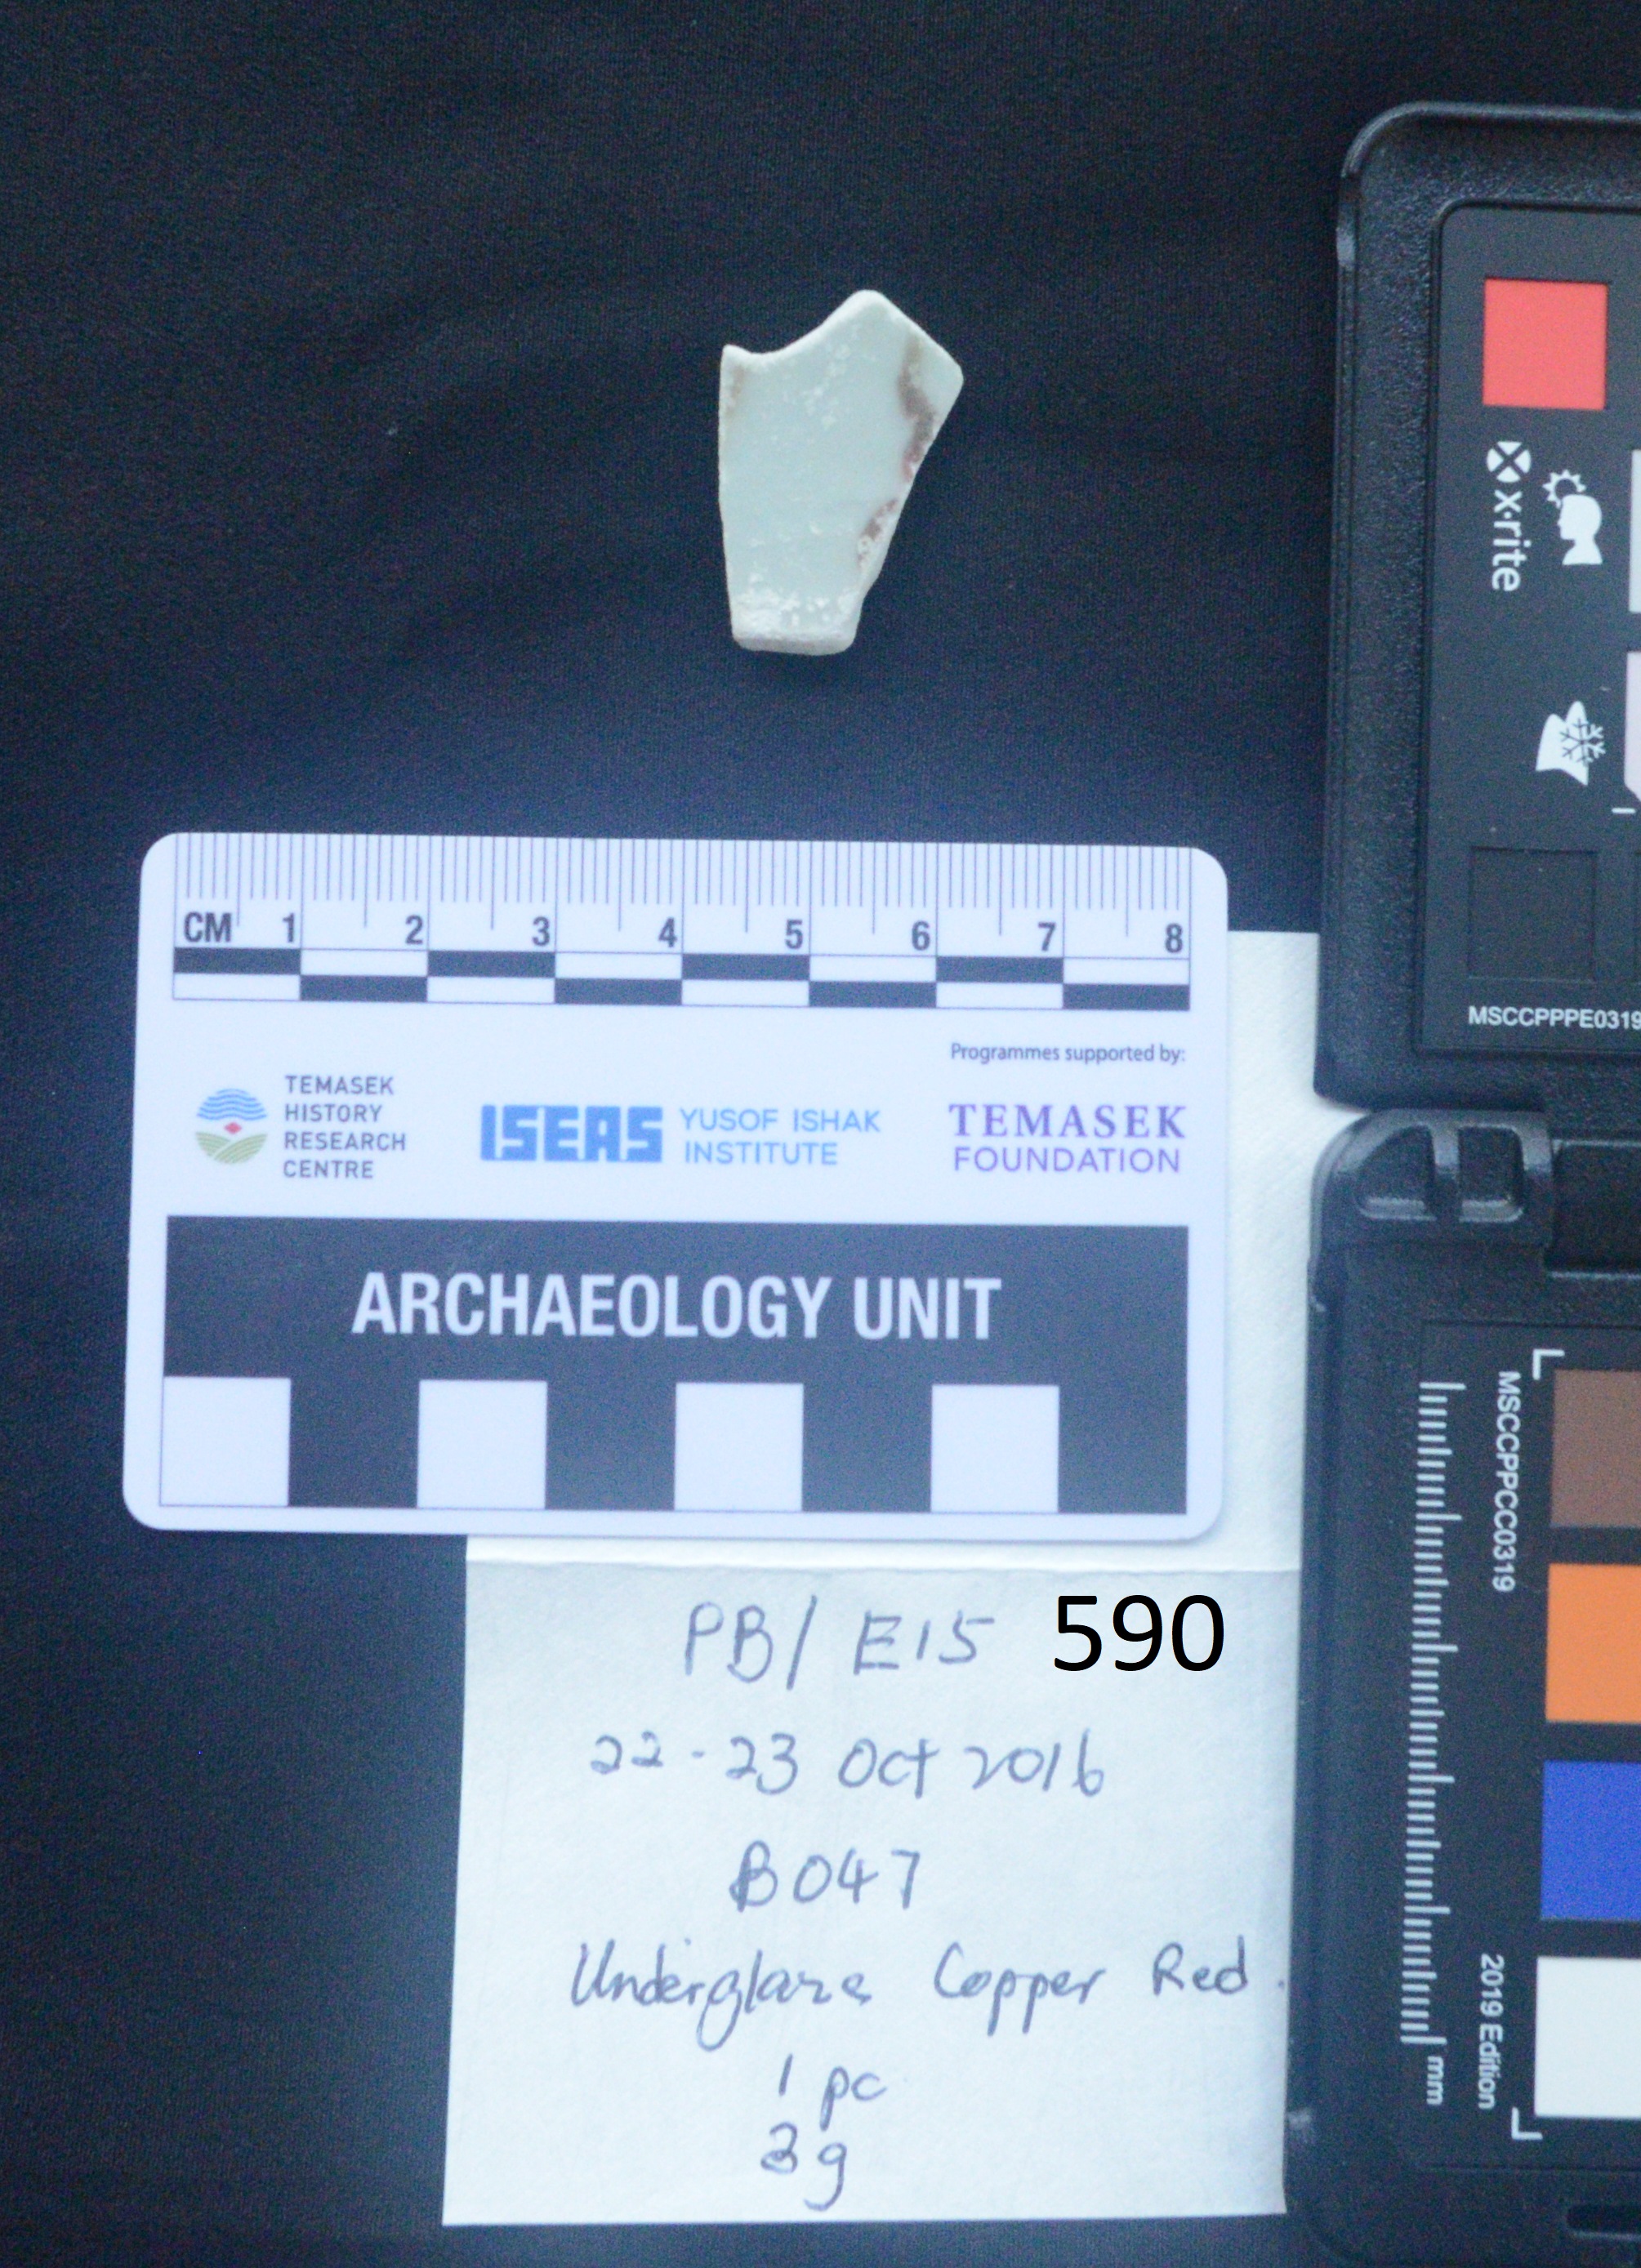 x·rite
MSCCPPPE0319
CM 1 2 3 4 5 6 7 8
Programmes supported by:
TEMASEK
HISTORY
RESEARCH
CENTRE
ISEAS
YUSOF ISHAK
INSTITUTE
TEMASEK
FOUNDATION
ARCHAEOLOGY UNIT
PB/ E15 590
22-23 Oct 2016
B047
Underglaze Copper Red.
1 pc
3g
MSCCPPCC0319
2019 Edition
mm